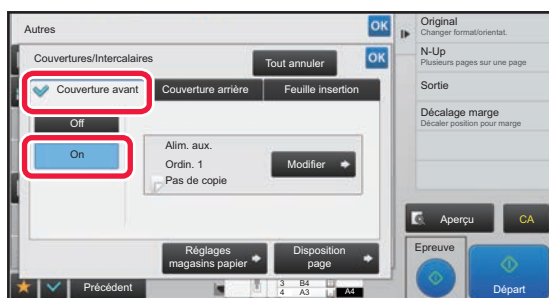 Autres
OK
Couvertures/Intercalaires
Tout annuler
OK
Couverture avant
Couverture arrière
Feuille insertion
Off
On
Alim. aux.
Ordin. 1
Pas de copie
Modifier
Réglages
magasins papier
Disposition
page
Précédent
3 B4
4 A3
A4
Original
Changer format/orientat.
N-Up
Plusieurs pages sur une page
Sortie
Décalage marge
Décaler position pour marge
Aperçu
CA
Epreuve
Départ